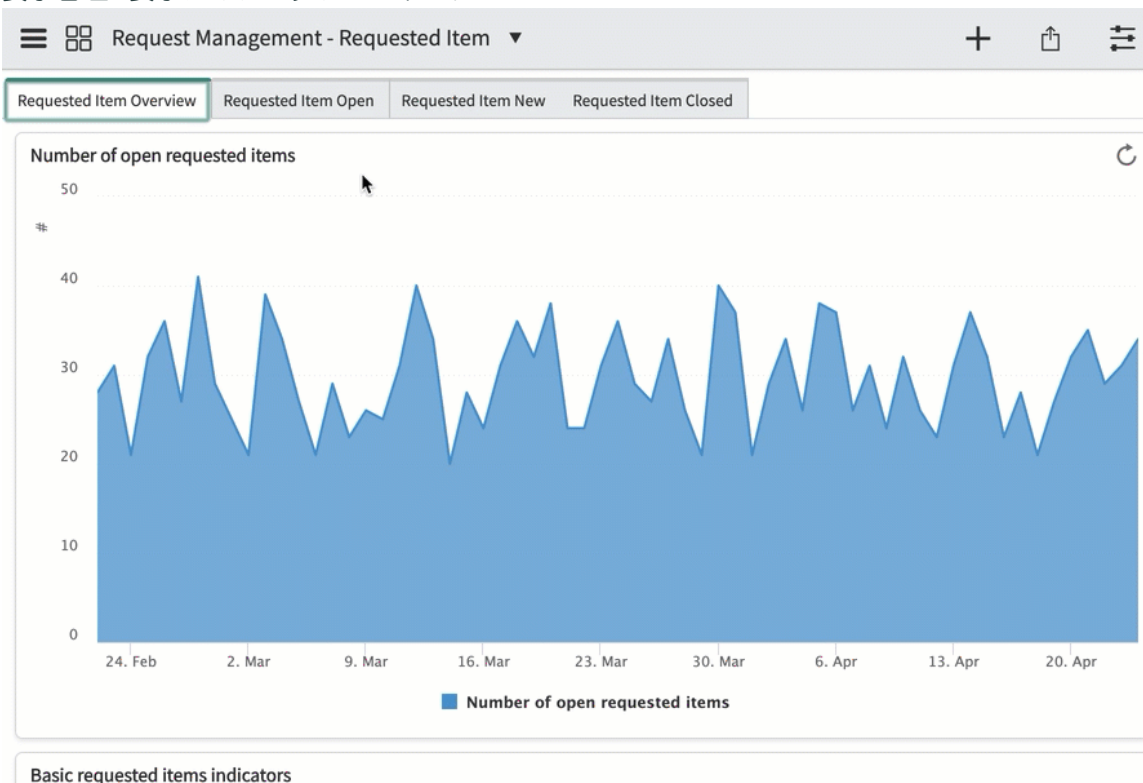 Request Management - Requested Item ▼
Requested Item Overview Requested Item Open Requested Item New Requested Item Closed
Number of open requested items
50
#
40
30
20
10
0
24. Feb 2. Mar 9. Mar 16. Mar 23. Mar 30. Mar 6. Apr 13. Apr 20. Apr
Number of open requested items
Basic requested items indicators